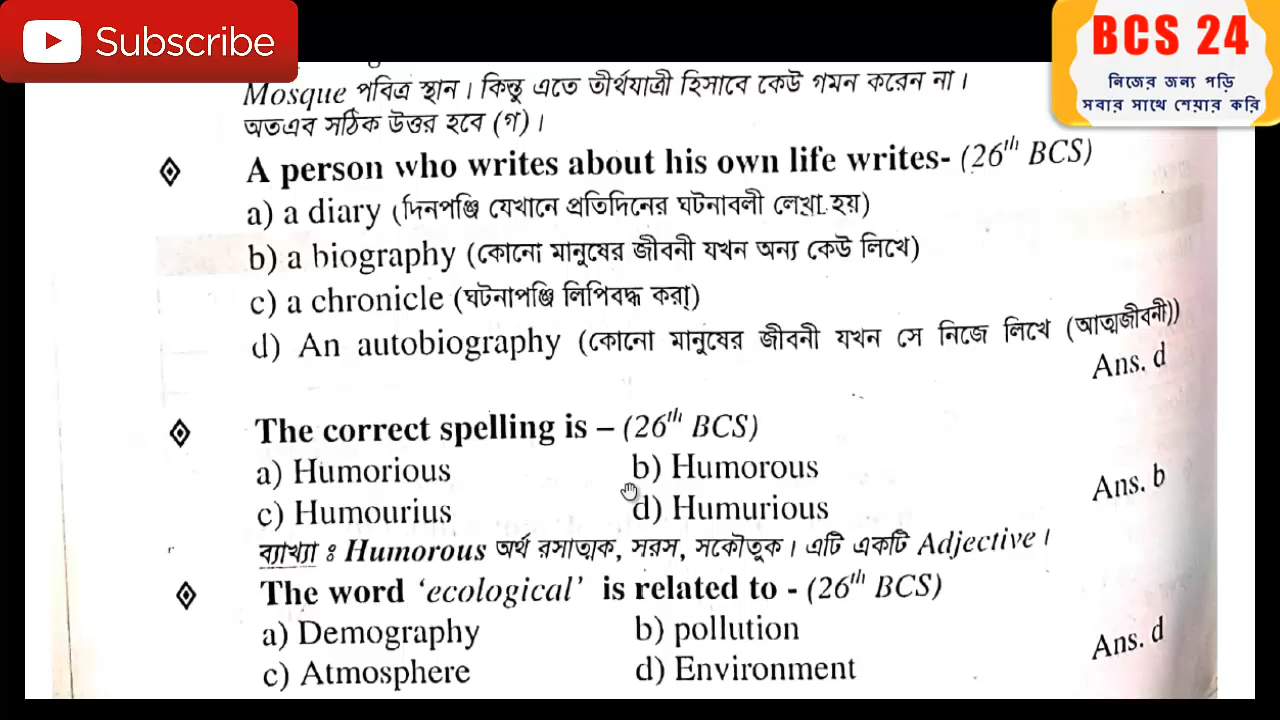 Subscribe
BCS 24
নিজের জন্য পড়ি
সবার সাথে শেয়ার করি
Mosque পবিত্র স্থান। কিন্তু এতে তীর্থযাত্রী হিসাবে কেউ গমন করেন না।
অতএব সঠিক উত্তর হবে (গ)।
A person who writes about his own life writes- (26th BCS)
a) a diary (দিনপঞ্জি যেখানে প্রতিদিনের ঘটনাবলী লেখা হয়)
b) a biography (কোনো মানুষের জীবনী যখন অন্য কেউ লিখে)
c) a chronicle (ঘটনাপঞ্জি লিপিবদ্ধ করা)
d) An autobiography (কোনো মানুষের জীবনী যখন সে নিজে লিখে (আত্মজীবনী))
Ans. d
The correct spelling is – (26th BCS)
a) Humorious b) Humorous
c) Humourius d) Humurious
Ans. b
ব্যাখ্যা ঃ Humorous অর্থ রসাত্মক, সরস, সকৌতুক। এটি একটি Adjective।
The word ‘ecological’ is related to - (26th BCS)
a) Demography b) pollution
c) Atmosphere d) Environment
Ans. d